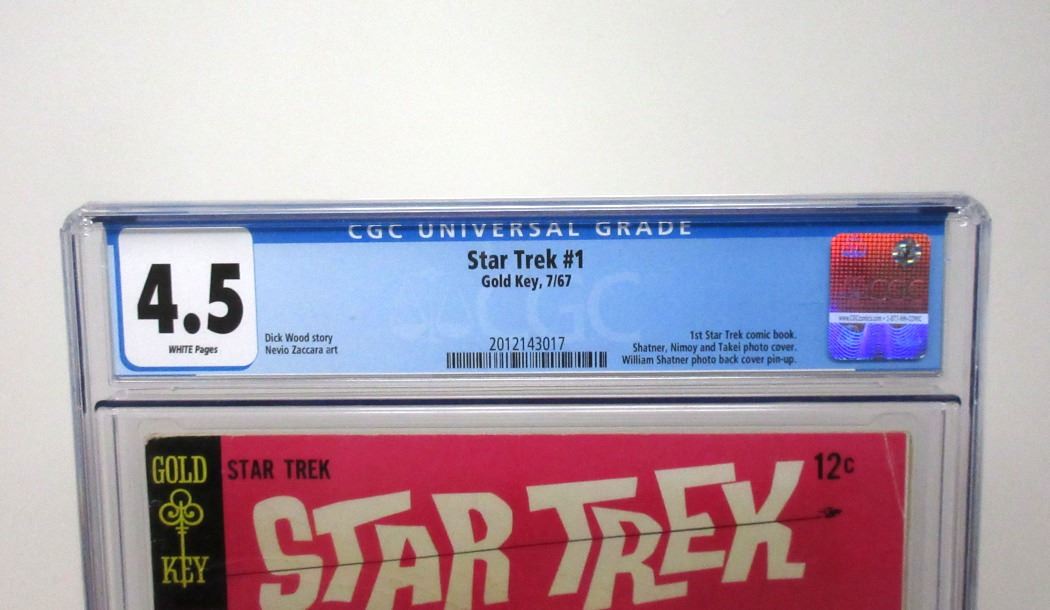 CGC UNIVERSAL GRADE
4.5
WHITE Pages
Star Trek #1
Gold Key, 7/67
Dick Wood story
Nevio Zaccara art
2012143017
1st Star Trek comic book.
Shatner, Nimoy and Takei photo cover.
William Shatner photo back cover pin-up.
CGC
GOLD
KEY
STAR TREK
12c
STAR TREK